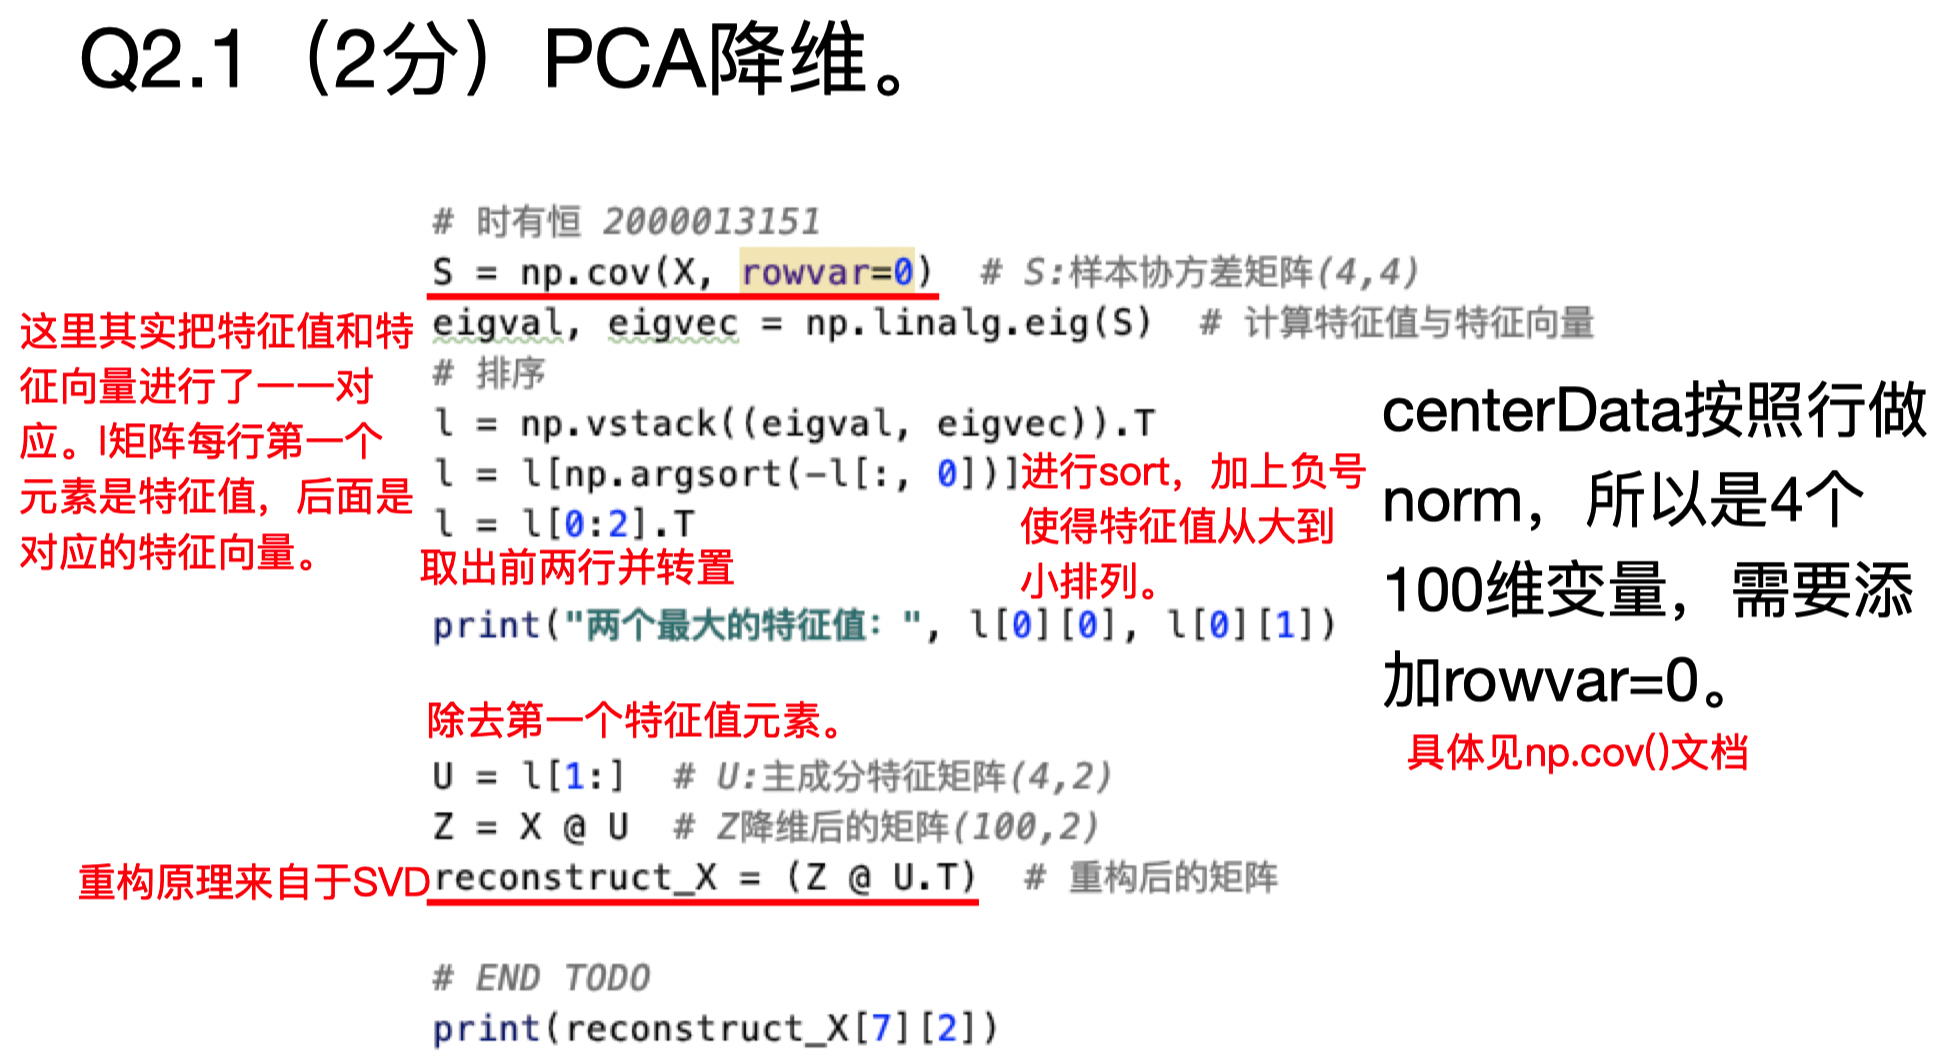 Q2.1（2分）PCA降维。
# 时有恒 2000013151
S = np.cov(X, rowvar=0)  # S:样本协方差矩阵(4,4)
eigval, eigvec = np.linalg.eig(S)  # 计算特征值与特征向量
# 排序
l = np.vstack((eigval, eigvec)).T
l = l[np.argsort(-l[:, 0])]
l = l[0:2].T
print("两个最大的特征值：", l[0][0], l[0][1])
这里其实把特征值和特
征向量进行了一一对
应。l矩阵每行第一个
元素是特征值，后面是
对应的特征向量。
进行sort，加上负号
使得特征值从大到
小排列。
取出前两行并转置
centerData按照行做
norm，所以是4个
100维变量，需要添
加rowvar=0。
具体见np.cov()文档
除去第一个特征值元素。
U = l[1:]  # U:主成分特征矩阵(4,2)
Z = X @ U  # Z降维后的矩阵(100,2)
重构原理来自于SVD
reconstruct_X = (Z @ U.T)  # 重构后的矩阵
# END TODO
print(reconstruct_X[7][2])